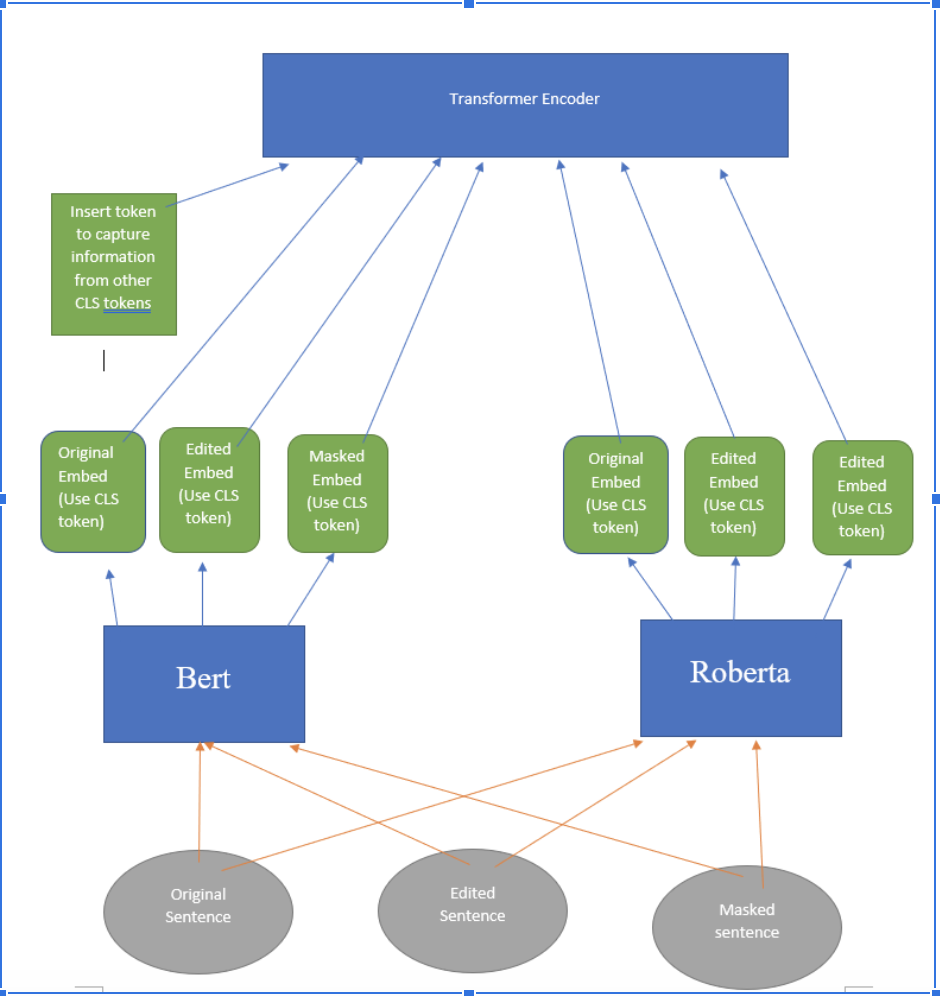 Transformer Encoder
Insert token
to capture
information
from other
CLS tokens
Original
Embed
(Use CLS
token)
Edited
Embed
(Use CLS
token)
Masked
Embed
(Use CLS
token)
Original
Embed
(Use CLS
token)
Edited
Embed
(Use CLS
token)
Edited
Embed
(Use CLS
token)
Bert
Roberta
Original
Sentence
Edited
Sentence
Masked
sentence